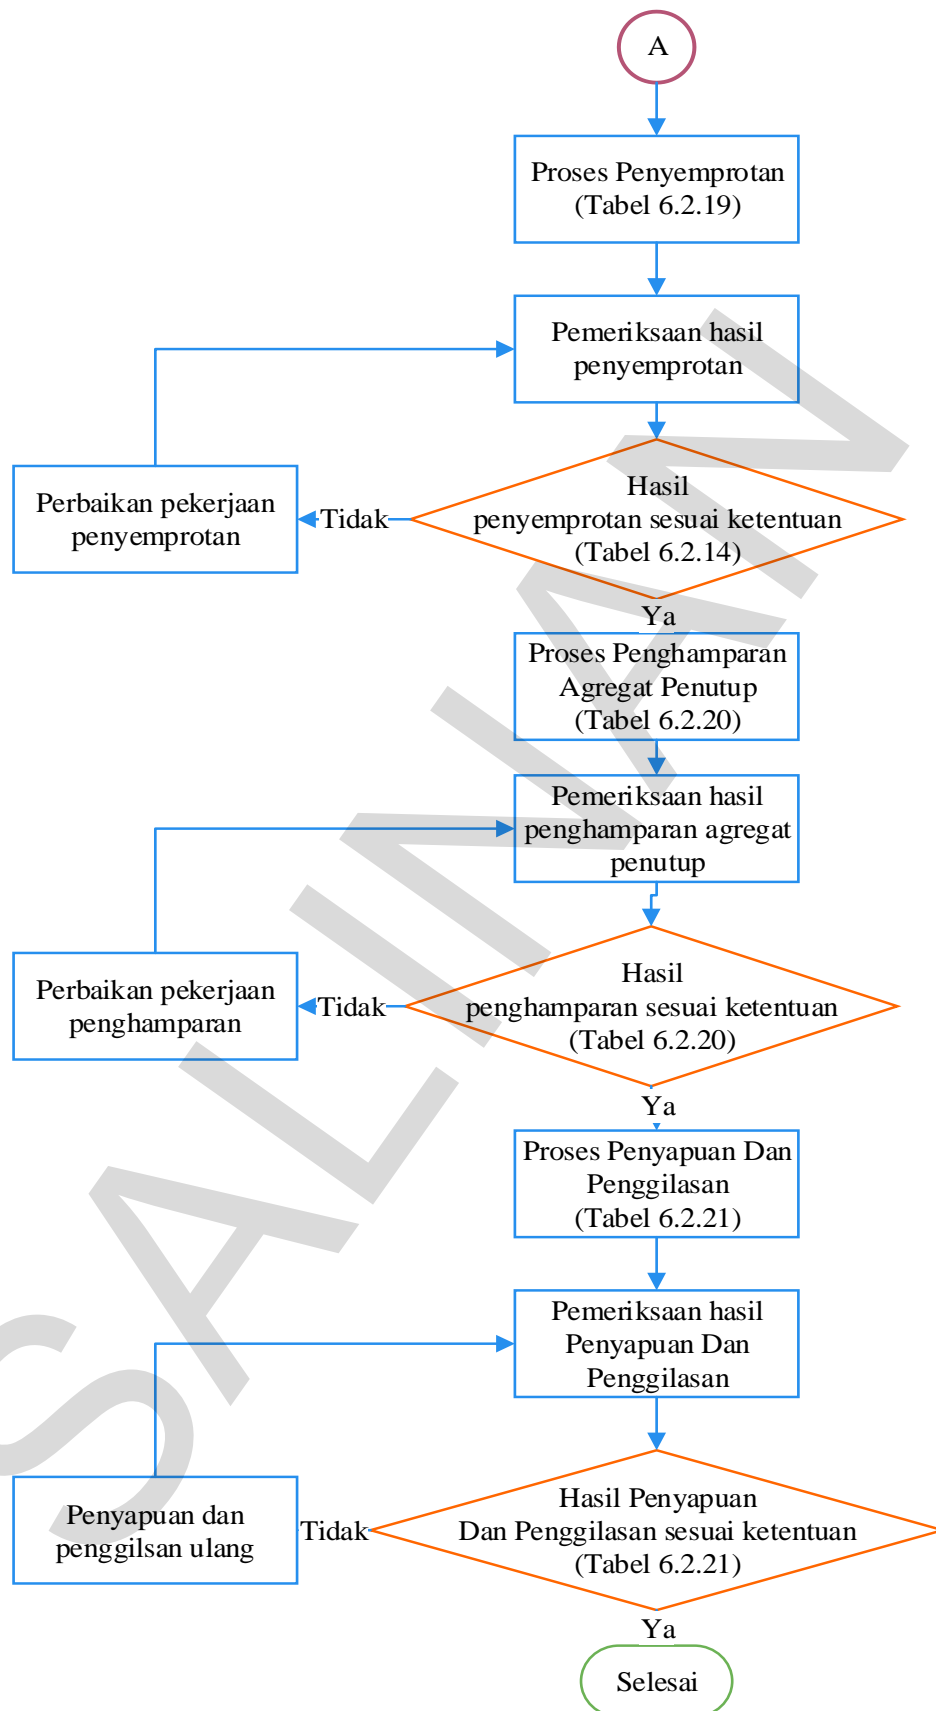 A
Proses Penyemprotan
(Tabel 6.2.19)
Pemeriksaan hasil
penyemprotan
Hasil
penyemprotan sesuai ketentuan
(Tabel 6.2.14)
Tidak
Perbaikan pekerjaan
penyemprotan
Ya
Proses Penghamparan
Agregat Penutup
(Tabel 6.2.20)
Pemeriksaan hasil
penghamparan agregat
penutup
Hasil
penghamparan sesuai ketentuan
(Tabel 6.2.20)
Tidak
Perbaikan pekerjaan
penghamparan
Ya
Proses Penyapuan Dan
Penggilasan
(Tabel 6.2.21)
Pemeriksaan hasil
Penyapuan Dan
Penggilasan
Hasil Penyapuan
Dan Penggilasan sesuai ketentuan
(Tabel 6.2.21)
Tidak
Penyapuan dan
penggilsan ulang
Ya
Selesai
SALINAN